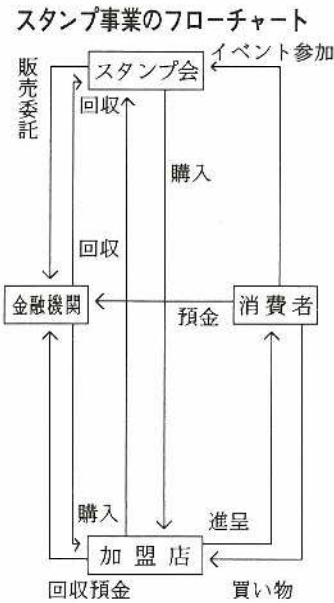 スタンプ事業のフローチャート
イベント参加
販売委託
スタンプ会
回収
購入
回収
金融機関
預金
消費者
購入
進呈
加盟店
回収預金
買い物